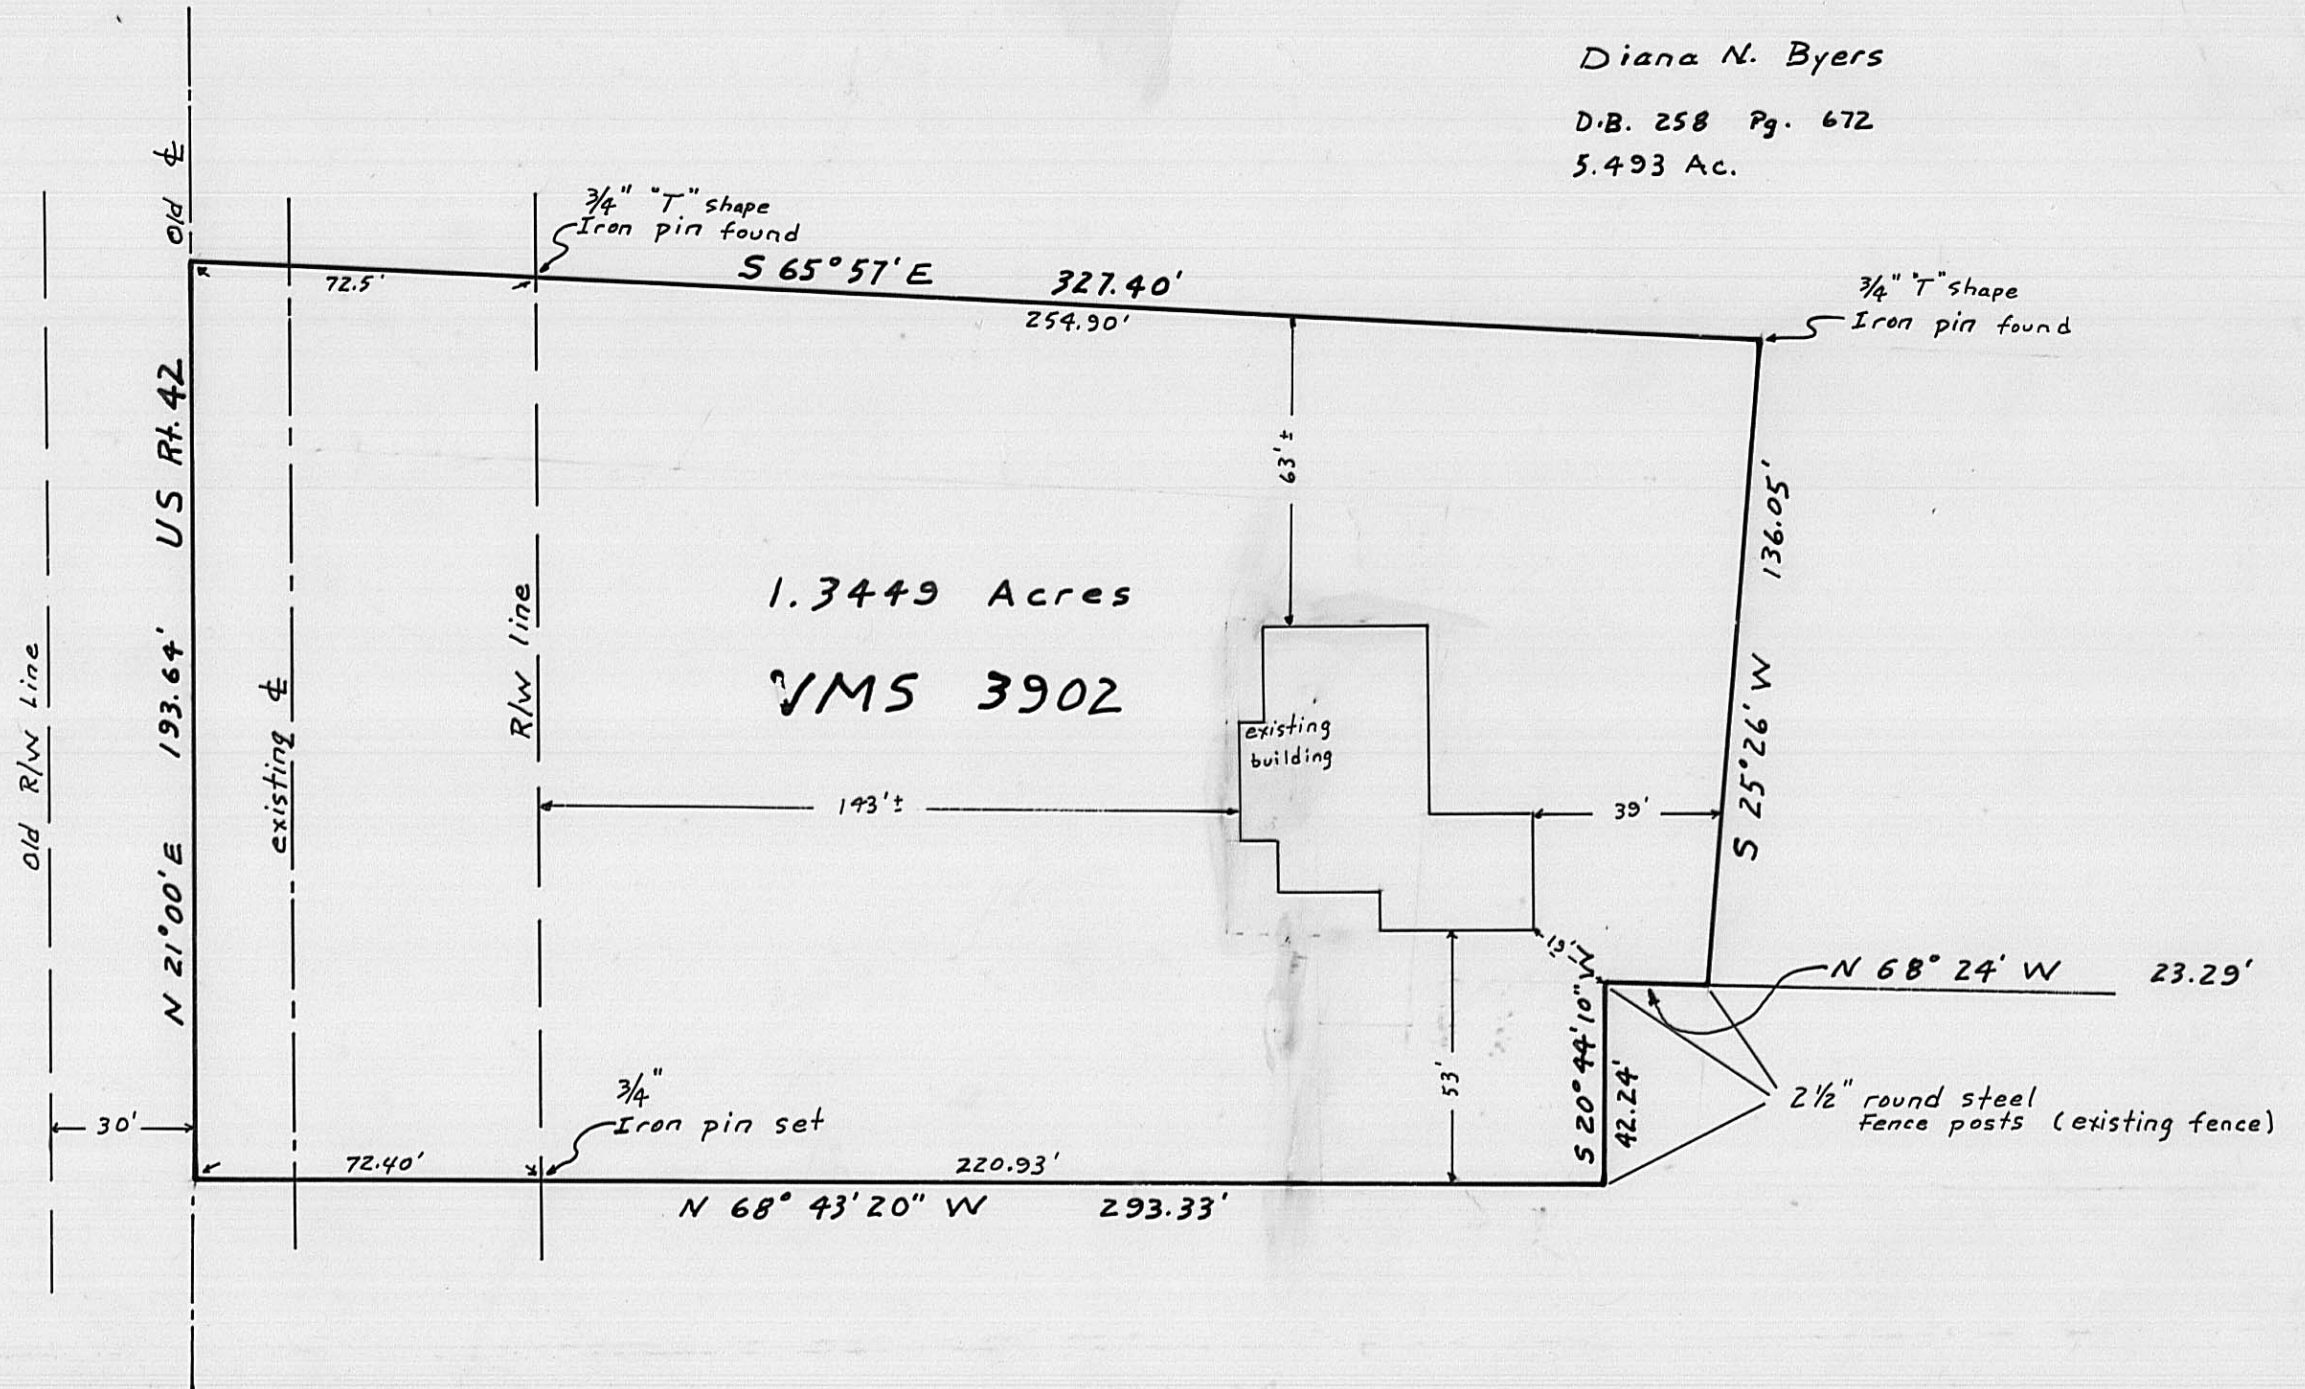 Diana N. Byers
D.B. 258 Pg. 672
5.493 Ac.
Old ℄
3/4" "T" shape
Iron pin found
72.5'
S 65°57' E 327.40'
254.90'
3/4" "T" shape
Iron pin found
US Rt. 42
N 21°00' E 193.64'
Old R/W Line
existing ℄
R/W line
63'±
136.05'
S 25°26' W
1.3449 Acres
VMS 3902
existing
building
143'±
39'
N 68° 24' W 23.29'
S 20°44'10" W
42.24'
53'
2 1/2" round steel
Fence posts (existing fence)
3/4"
Iron pin set
30'
72.40'
220.93'
N 68° 43' 20" W 293.33'